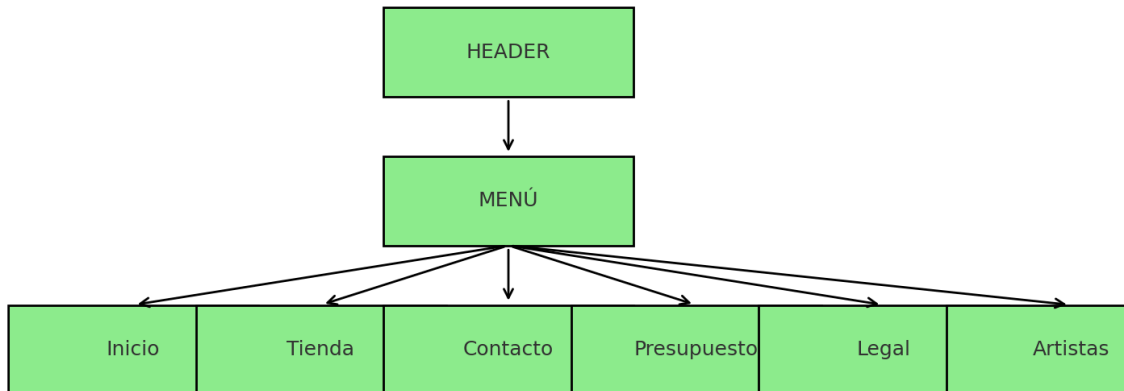 HEADER
MENÚ
Inicio
Tienda
Contacto
Presupuesto
Legal
Artistas